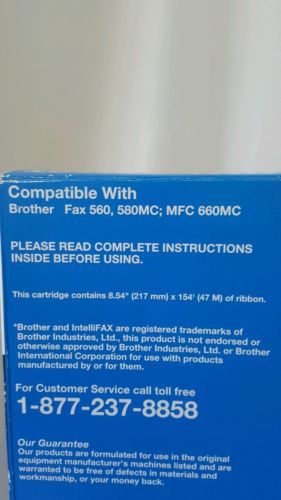 Compatible With
Brother Fax 560, 580MC; MFC 660MC
PLEASE READ COMPLETE INSTRUCTIONS
INSIDE BEFORE USING.
This cartridge contains 8.54" (217 mm) x 154' (47 M) of ribbon.
*Brother and IntelliFAX are registered trademarks of
Brother Industries, Ltd., this product is not endorsed or
otherwise approved by Brother Industries, Ltd. or Brother
International Corporation for use with products
manufactured by or for them.
For Customer Service call toll free
1-877-237-8858
Our Guarantee
Our products are formulated for use in the original
equipment manufacturer's machines listed and are
warranted to be free of defects in materials and
workmanship, or your money back.